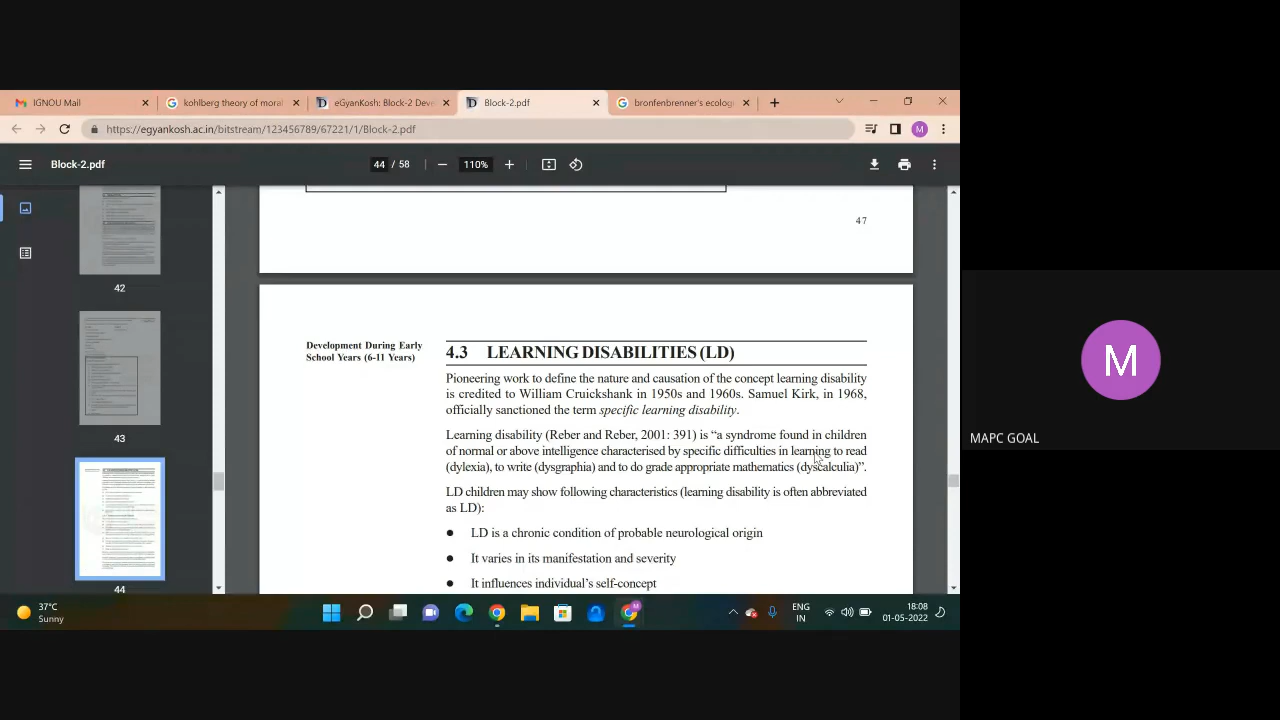 IGNOU Mail
kohlberg theory of moral
eGyanKosh: Block-2 Deve
Block-2.pdf
bronfenbrenner's ecologi
https://egyankosh.ac.in/bitstream/123456789/67221/1/Block-2.pdf
M
Block-2.pdf
44 / 58
110%
42
43
44
47
Development During Early
School Years (6-11 Years)
4.3 LEARNING DISABILITIES (LD)
Pioneering work to define the nature and causation of the concept learning disability
is credited to William Cruickshank in 1950s and 1960s. Samuel Kirk, in 1968,
officially sanctioned the term specific learning disability.
Learning disability (Reber and Reber, 2001: 391) is “a syndrome found in children
of normal or above intelligence characterised by specific difficulties in learning to read
(dylexia), to write (dysgraphia) and to do grade appropriate mathematics (dyscalculia)”.
LD children may show following characteristics (learning disability is often abbreviated
as LD):
● LD is a chronic condition of probable neurological origin
● It varies in its manifestation and severity
● It influences individual’s self-concept
M
MAPC GOAL
37°C
Sunny
ENG
IN
18:08
01-05-2022